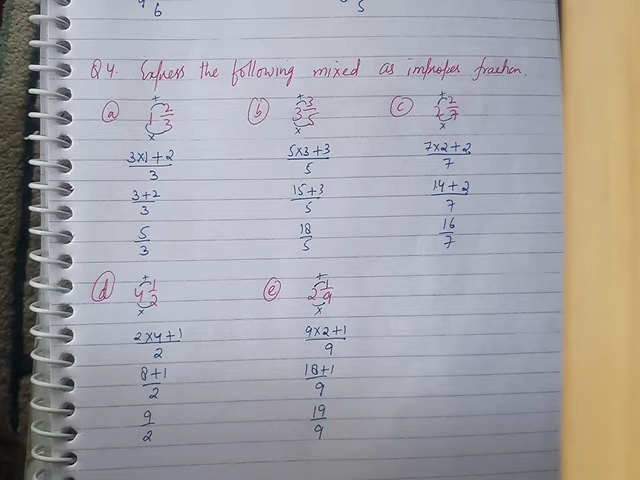 6
5
Q4. Express the following mixed as improper fraction.
(a) 1 2/3 (b) 3 3/5 (c) 2 2/7
+ + +
x x x
3x1+2/3 5x3+3/5 7x2+2/7
3+2/3 15+3/5 14+2/7
5/3 18/5 16/7
(d) 4 1/2 (e) 2 1/9
+ +
x x
2x4+1/2 9x2+1/9
8+1/2 18+1/9
9/2 19/9